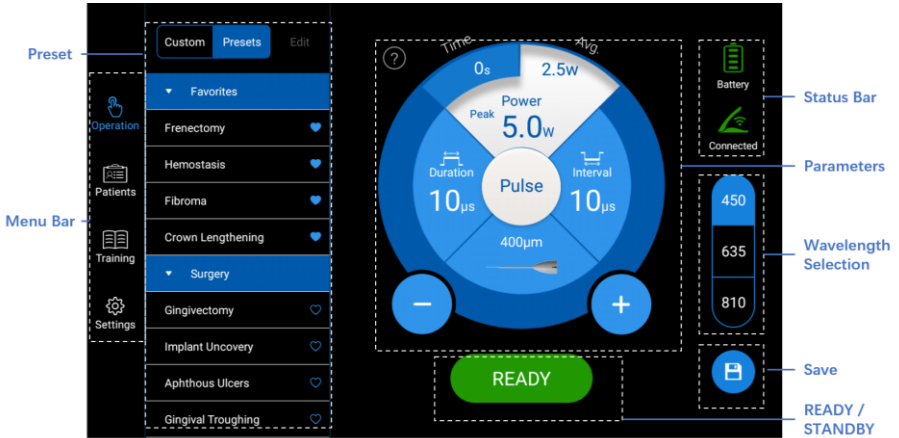 Preset
Menu Bar
Operation
Patients
Training
Settings
Custom
Presets
Edit
Favorites
Frenectomy
Hemostasis
Fibroma
Crown Lengthening
Surgery
Gingivectomy
Implant Uncovery
Aphthous Ulcers
Gingival Troughing
?
Time
Avg.
0s
2.5w
Power
Peak 5.0w
Duration
10µs
Pulse
Interval
10µs
400µm
−
+
READY
Battery
Connected
450
635
810
Status Bar
Parameters
Wavelength
Selection
Save
READY /
STANDBY